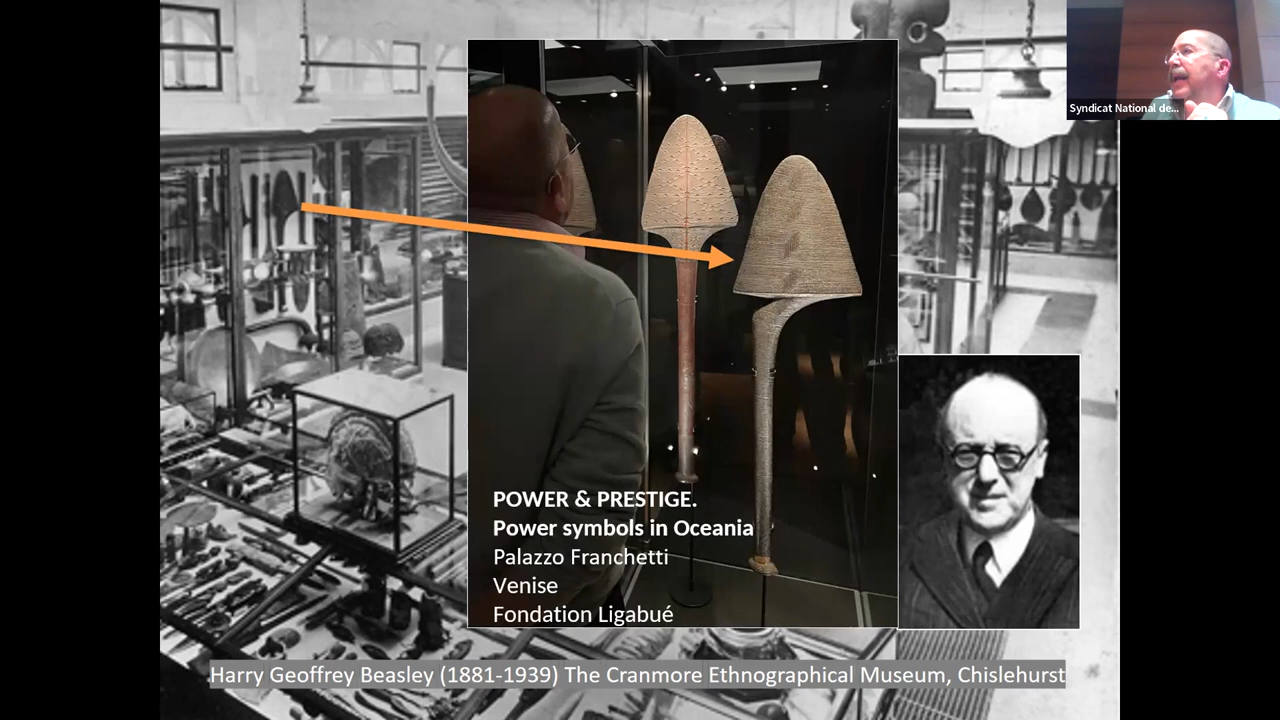 Syndicat National de...
POWER & PRESTIGE.
Power symbols in Oceania
Palazzo Franchetti
Venise
Fondation Ligabué
Harry Geoffrey Beasley (1881-1939) The Cranmore Ethnographical Museum, Chislehurst